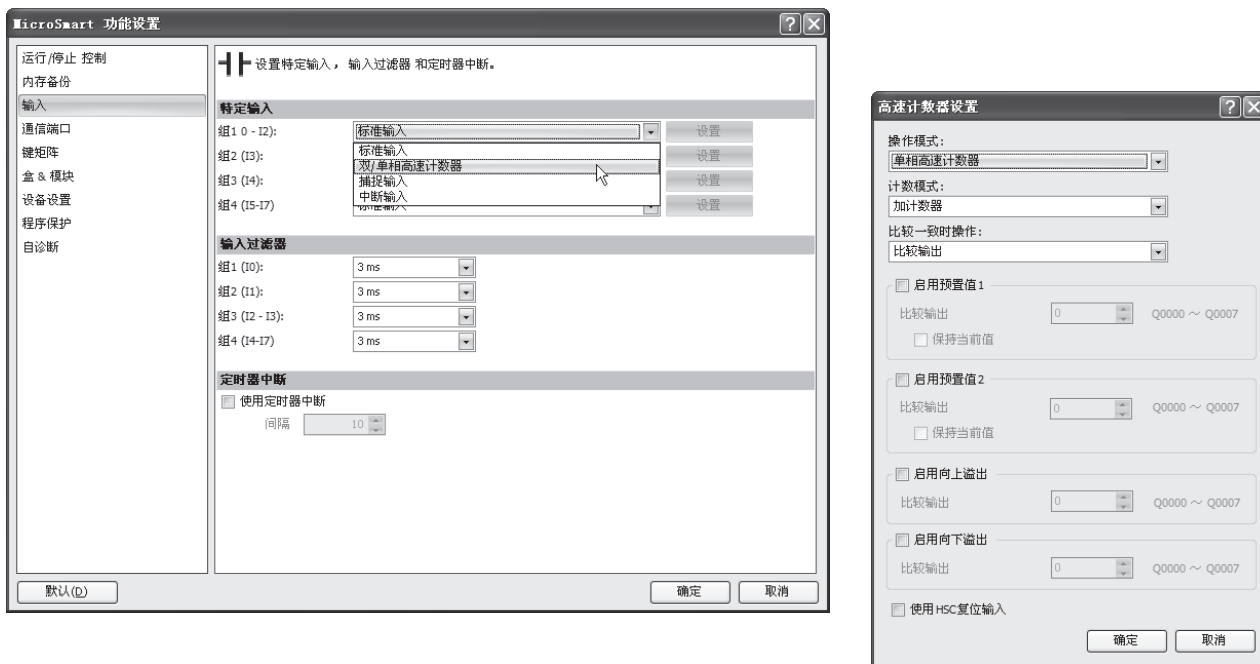 MicroSmart 功能设置
运行/停止 控制
内存备份
输入
通信端口
键矩阵
盒 & 模块
设备设置
程序保护
自诊断
设置特定输入， 输入过滤器 和定时器中断。
特定输入
组1 0 - I2): 标准输入 设置
标准输入
双/单相高速计数器
捕捉输入
中断输入
组2 (I3): 设置
组3 (I4): 设置
组4 (I5-I7) 标准输入 设置
输入过滤器
组1 (I0): 3 ms
组2 (I1): 3 ms
组3 (I2 - I3): 3 ms
组4 (I4-I7) 3 ms
定时器中断
使用定时器中断
间隔 10
默认(D) 确定 取消
高速计数器设置
操作模式:
单相高速计数器
计数模式:
加计数器
比较一致时操作:
比较输出
启用预置值1
比较输出 0 Q0000 ～ Q0007
保持当前值
启用预置值2
比较输出 0 Q0000 ～ Q0007
保持当前值
启用向上溢出
比较输出 0 Q0000 ～ Q0007
启用向下溢出
比较输出 0 Q0000 ～ Q0007
使用HSC复位输入
确定 取消